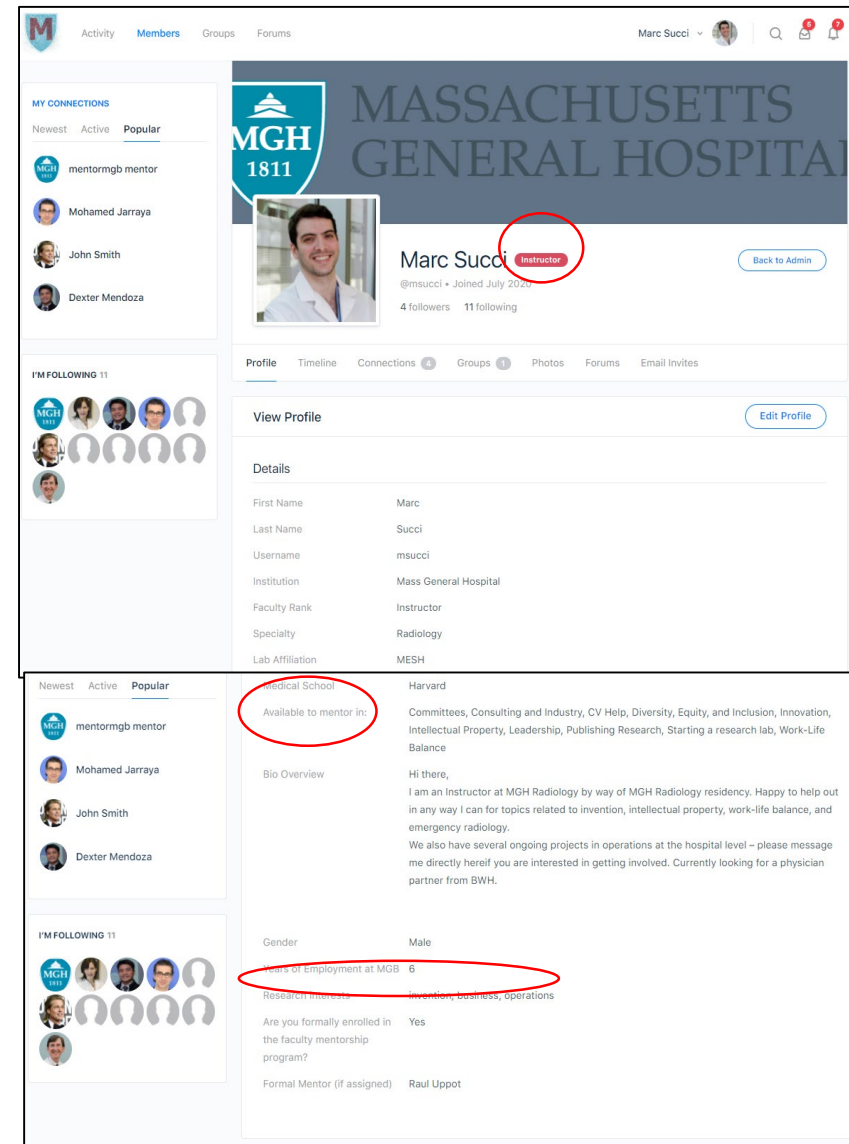 M
Activity Members Groups Forums
Marc Succi
6
7
MY CONNECTIONS
Newest Active Popular
MGH
1811
mentormgb mentor
Mohamed Jarraya
John Smith
Dexter Mendoza
I'M FOLLOWING 11
MGH
1811
MGH
1811
MASSACHUSETTS
GENERAL HOSPITAL
Marc Succi Instructor
@msucci • Joined July 2020
4 followers 11 following
Back to Admin
Profile Timeline Connections 4 Groups 1 Photos Forums Email Invites
View Profile
Edit Profile
Details
First Name Marc
Last Name Succi
Username msucci
Institution Mass General Hospital
Faculty Rank Instructor
Specialty Radiology
Lab Affiliation MESH
Newest Active Popular
MGH
1811
mentormgb mentor
Mohamed Jarraya
John Smith
Dexter Mendoza
I'M FOLLOWING 11
MGH
1811
Medical School Harvard
Available to mentor in: Committees, Consulting and Industry, CV Help, Diversity, Equity, and Inclusion, Innovation,
Intellectual Property, Leadership, Publishing Research, Starting a research lab, Work-Life
Balance
Bio Overview Hi there,
I am an Instructor at MGH Radiology by way of MGH Radiology residency. Happy to help out
in any way I can for topics related to invention, intellectual property, work-life balance, and
emergency radiology.
We also have several ongoing projects in operations at the hospital level – please message
me directly hereif you are interested in getting involved. Currently looking for a physician
partner from BWH.
Gender Male
Years of Employment at MGB 6
Research Interests invention, business, operations
Are you formally enrolled in Yes
the faculty mentorship
program?
Formal Mentor (if assigned) Raul Uppot